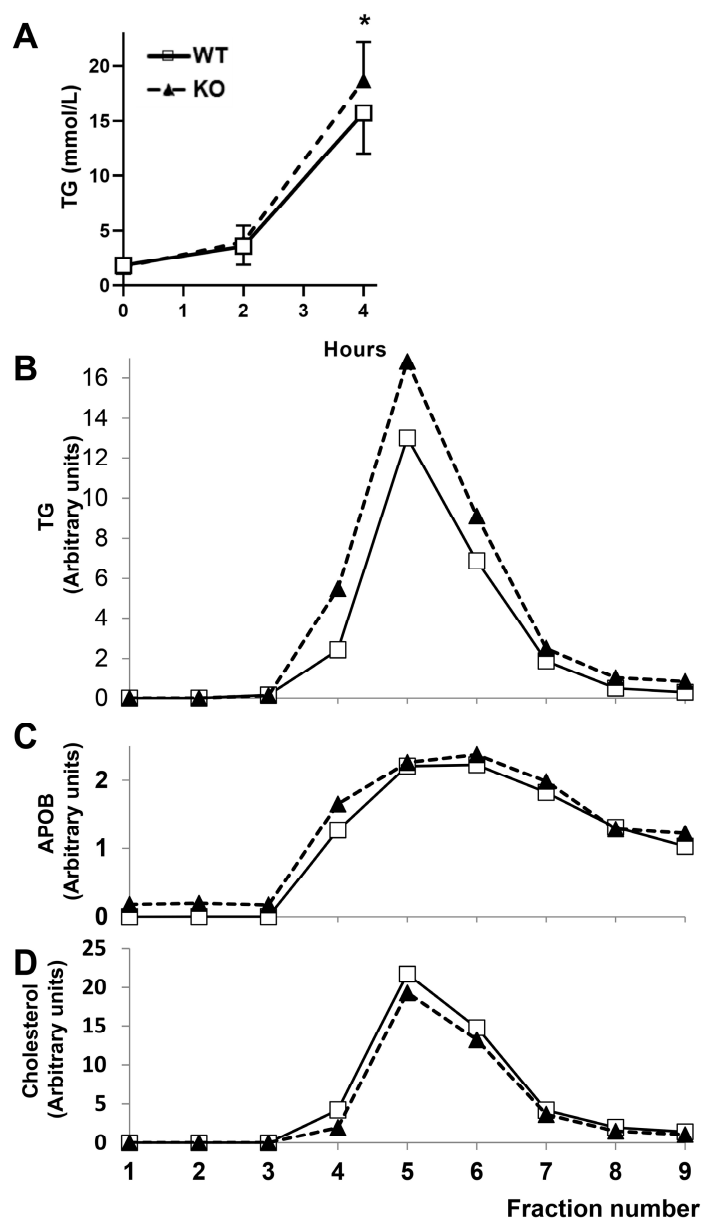 A
*
WT
KO
TG (mmol/L)
20
15
10
5
0
0 1 2 3 4
Hours
B
TG
(Arbitrary units)
16
14
12
10
8
6
4
2
0
C
APOB
(Arbitrary units)
2
1
0
D
Cholesterol
(Arbitrary units)
25
20
15
10
5
0
1 2 3 4 5 6 7 8 9
Fraction number